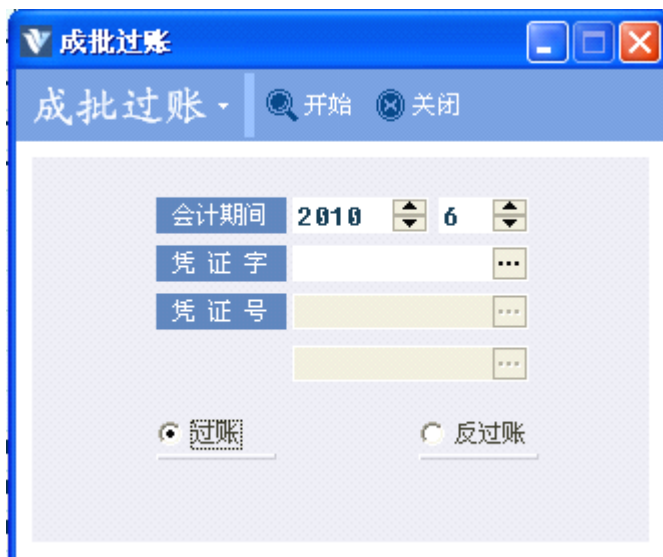 成批过账
成批过账 开始 关闭
会计期间 2010 6
凭证字
凭证号
过账 反过账